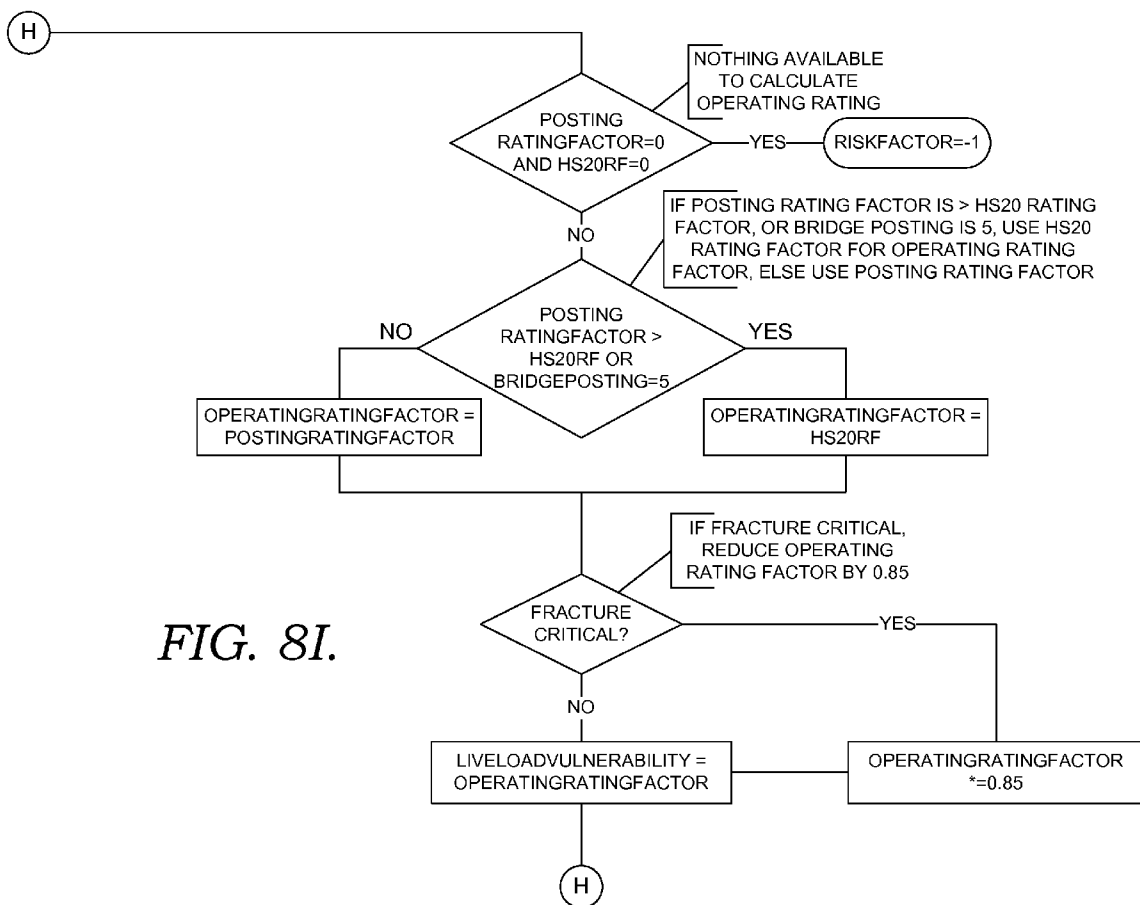 H
NOTHING AVAILABLE
TO CALCULATE
OPERATING RATING
POSTING
RATINGFACTOR=0
AND HS20RF=0
YES
RISKFACTOR=-1
NO
IF POSTING RATING FACTOR IS > HS20 RATING
FACTOR, OR BRIDGE POSTING IS 5, USE HS20
RATING FACTOR FOR OPERATING RATING
FACTOR, ELSE USE POSTING RATING FACTOR
POSTING
RATINGFACTOR >
HS20RF OR
BRIDGEPOSTING=5
NO
YES
OPERATINGRATINGFACTOR =
POSTINGRATINGFACTOR
OPERATINGRATINGFACTOR =
HS20RF
IF FRACTURE CRITICAL,
REDUCE OPERATING
RATING FACTOR BY 0.85
FRACTURE
CRITICAL?
YES
FIG. 8I.
NO
LIVELOADVULNERABILITY =
OPERATINGRATINGFACTOR
OPERATINGRATINGFACTOR
*=0.85
H